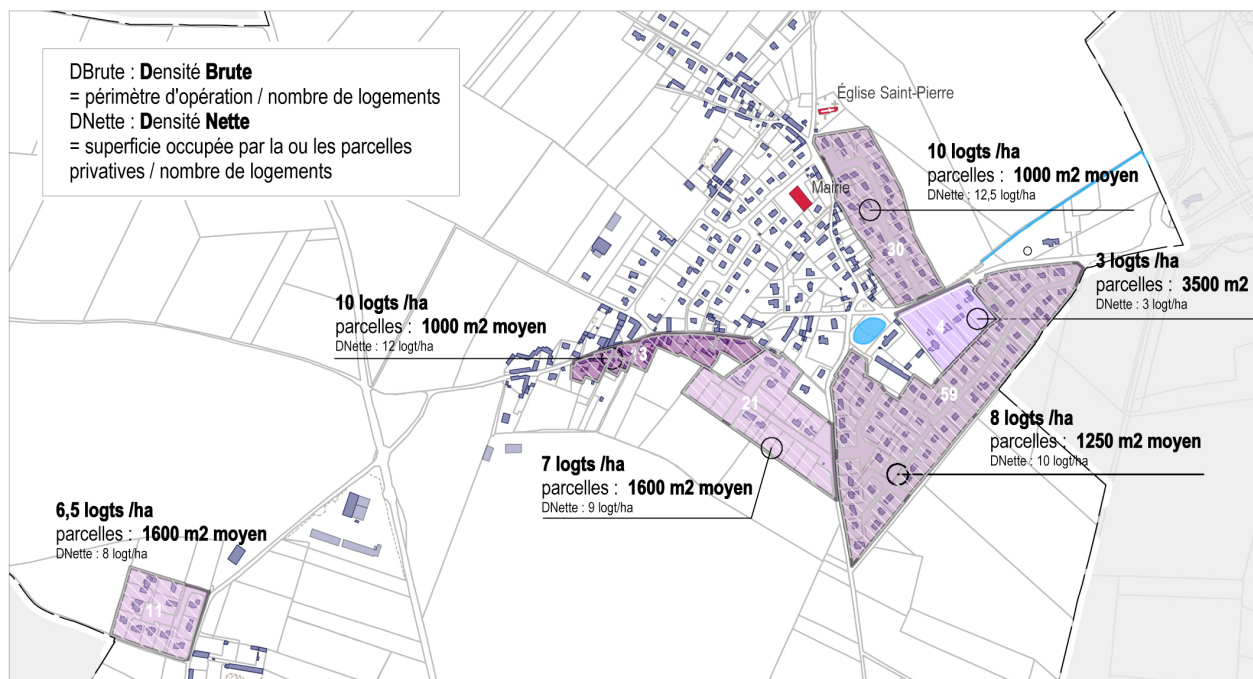 DBrute : Densité Brute
= périmètre d'opération / nombre de logements
DNette : Densité Nette
= superficie occupée par la ou les parcelles
privatives / nombre de logements
Église Saint-Pierre
Mairie
10 logts /ha
parcelles : 1000 m2 moyen
DNette : 12,5 logt/ha
30
3 logts /ha
parcelles : 3500 m2
DNette : 3 logt/ha
4
10 logts /ha
parcelles : 1000 m2 moyen
DNette : 12 logt/ha
13
21
59
8 logts /ha
parcelles : 1250 m2 moyen
DNette : 10 logt/ha
7 logts /ha
parcelles : 1600 m2 moyen
DNette : 9 logt/ha
6,5 logts /ha
parcelles : 1600 m2 moyen
DNette : 8 logt/ha
11